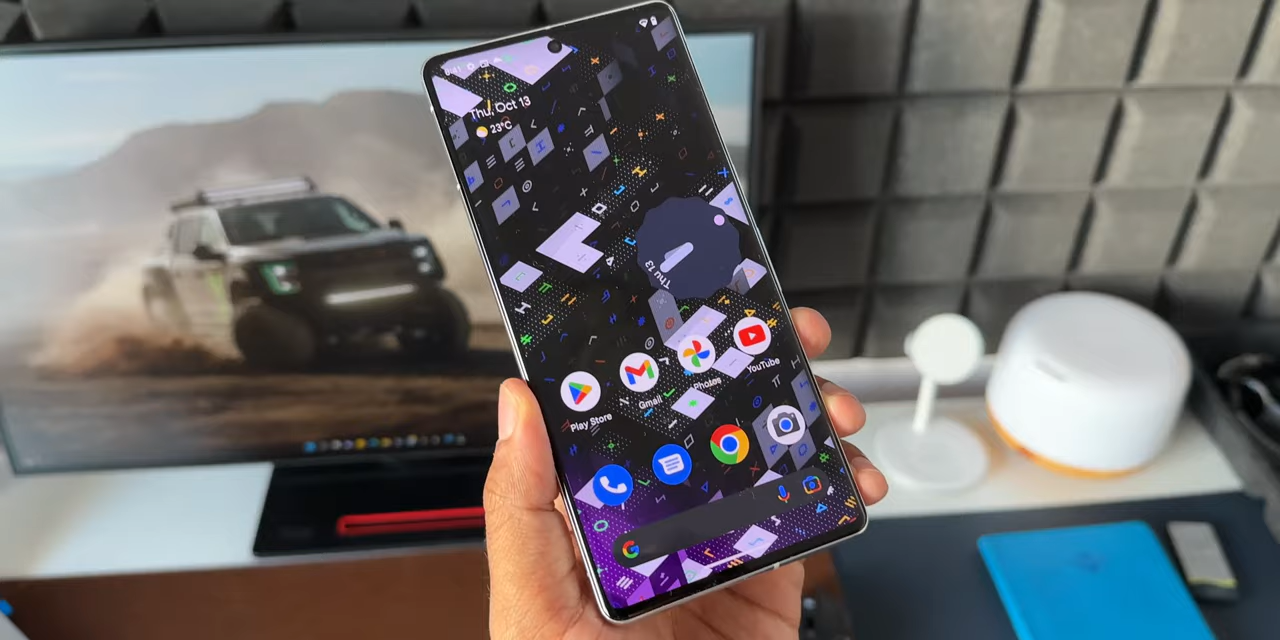 Thu, Oct 13
23°C
Thu 13
Play Store
Gmail
Photos
YouTube